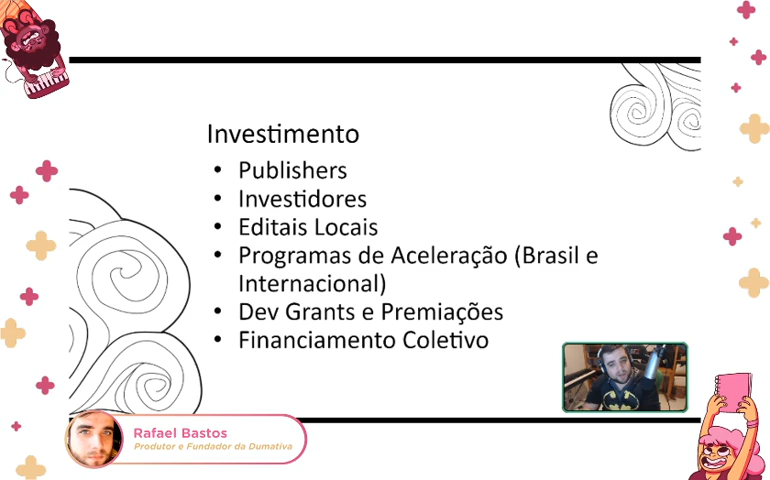 Investimento
• Publishers
• Investidores
• Editais Locais
• Programas de Aceleração (Brasil e
Internacional)
• Dev Grants e Premiações
• Financiamento Coletivo
Rafael Bastos
Produtor e Fundador da Dumativa